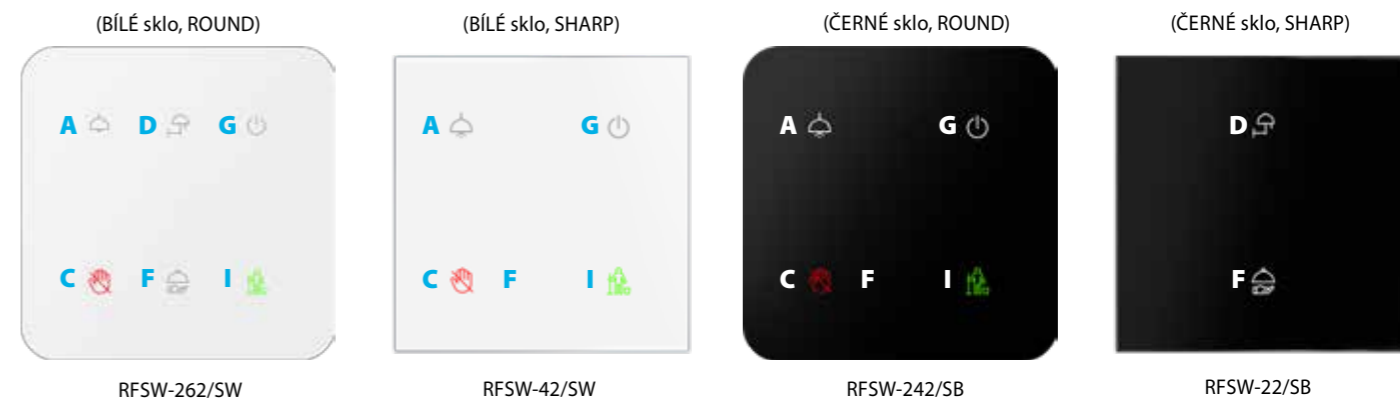 (BÍLÉ sklo, ROUND)
(BÍLÉ sklo, SHARP)
(ČERNÉ sklo, ROUND)
(ČERNÉ sklo, SHARP)
A D G
A G
A G
D
C F I
C F I
C F I
F
RFSW-262/SW
RFSW-42/SW
RFSW-242/SB
RFSW-22/SB